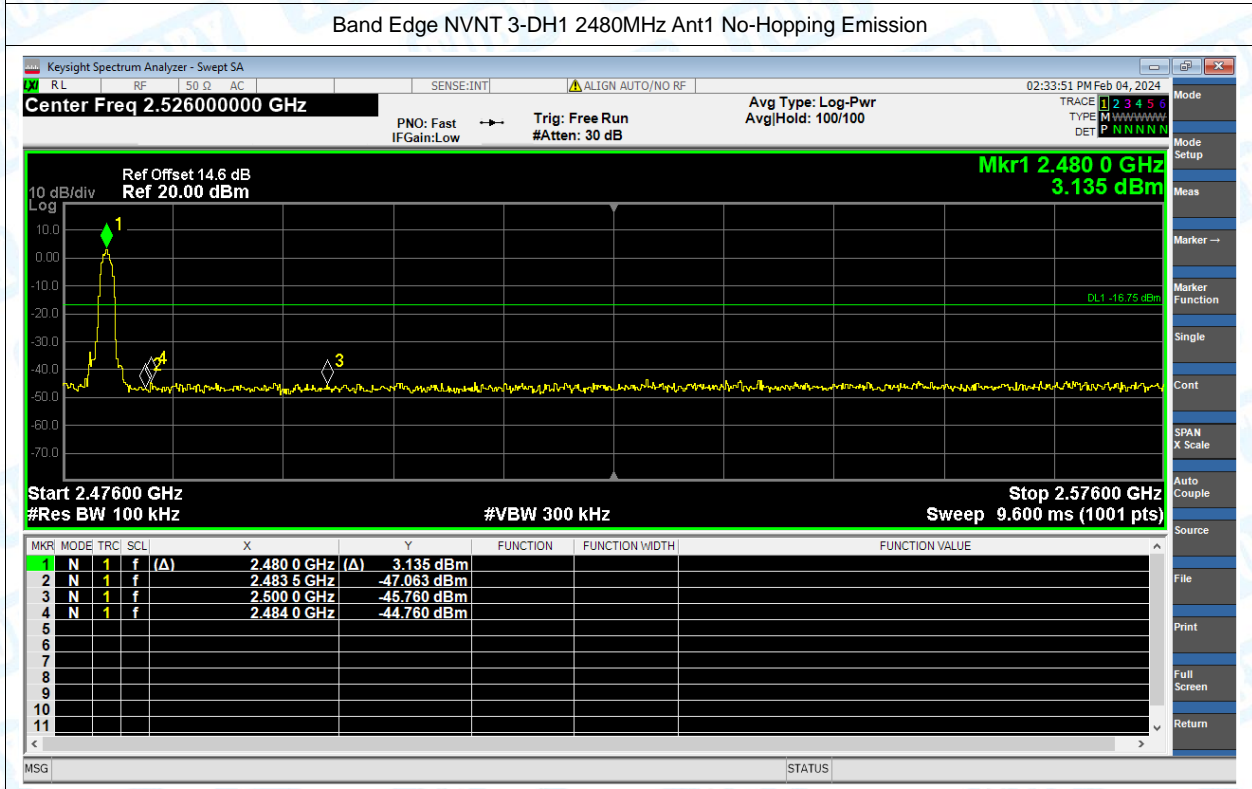 Band Edge NVNT 3-DH1 2480MHz Ant1 No-Hopping Emission
Keysight Spectrum Analyzer - Swept SA
LXI RL RF 50 Ω AC SENSE:INT ALIGN AUTO/NO RF 02:33:51 PM Feb 04, 2024
Center Freq 2.526000000 GHz
PNO: Fast
IFGain:Low
Trig: Free Run
#Atten: 30 dB
Avg Type: Log-Pwr
Avg|Hold: 100/100
TRACE 1 2 3 4 5 6
TYPE M WWWWW
DET P N N N N N
Mkr1 2.480 0 GHz
3.135 dBm
Ref Offset 14.6 dB
10 dB/div Ref 20.00 dBm
Log
10.0
0.00
-10.0
-20.0
-30.0
-40.0
-50.0
-60.0
-70.0
1
2
4
3
DL1 -16.75 dBm
Start 2.47600 GHz Stop 2.57600 GHz
#Res BW 100 kHz #VBW 300 kHz Sweep 9.600 ms (1001 pts)
MKR MODE TRC SCL X Y FUNCTION FUNCTION WIDTH FUNCTION VALUE
1 N 1 f (Δ) 2.480 0 GHz (Δ) 3.135 dBm
2 N 1 f 2.483 5 GHz -47.063 dBm
3 N 1 f 2.500 0 GHz -45.760 dBm
4 N 1 f 2.484 0 GHz -44.760 dBm
5
6
7
8
9
10
11
MSG STATUS
Mode
Mode
Setup
Meas
Marker →
Marker
Function
Single
Cont
SPAN
X Scale
Auto
Couple
Source
File
Print
Full
Screen
Return